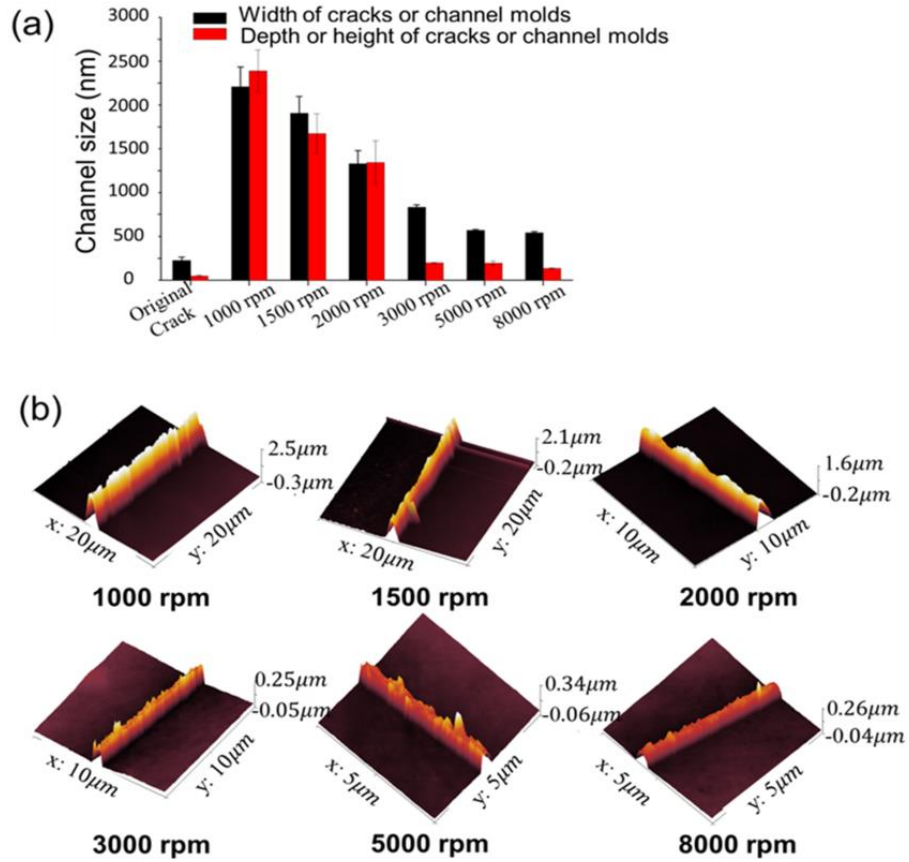 (a)
Width of cracks or channel molds
Depth or height of cracks or channel molds
Channel size (nm)
3000
2500
2000
1500
1000
500
0
Original Crack
1000 rpm
1500 rpm
2000 rpm
3000 rpm
5000 rpm
8000 rpm
(b)
2.5μm
-0.3μm
x: 20μm
y: 20μm
1000 rpm
2.1μm
-0.2μm
x: 20μm
y: 20μm
1500 rpm
1.6μm
-0.2μm
x: 10μm
y: 10μm
2000 rpm
0.25μm
-0.05μm
x: 10μm
y: 10μm
3000 rpm
0.34μm
-0.06μm
x: 5μm
y: 5μm
5000 rpm
0.26μm
-0.04μm
x: 5μm
y: 5μm
8000 rpm